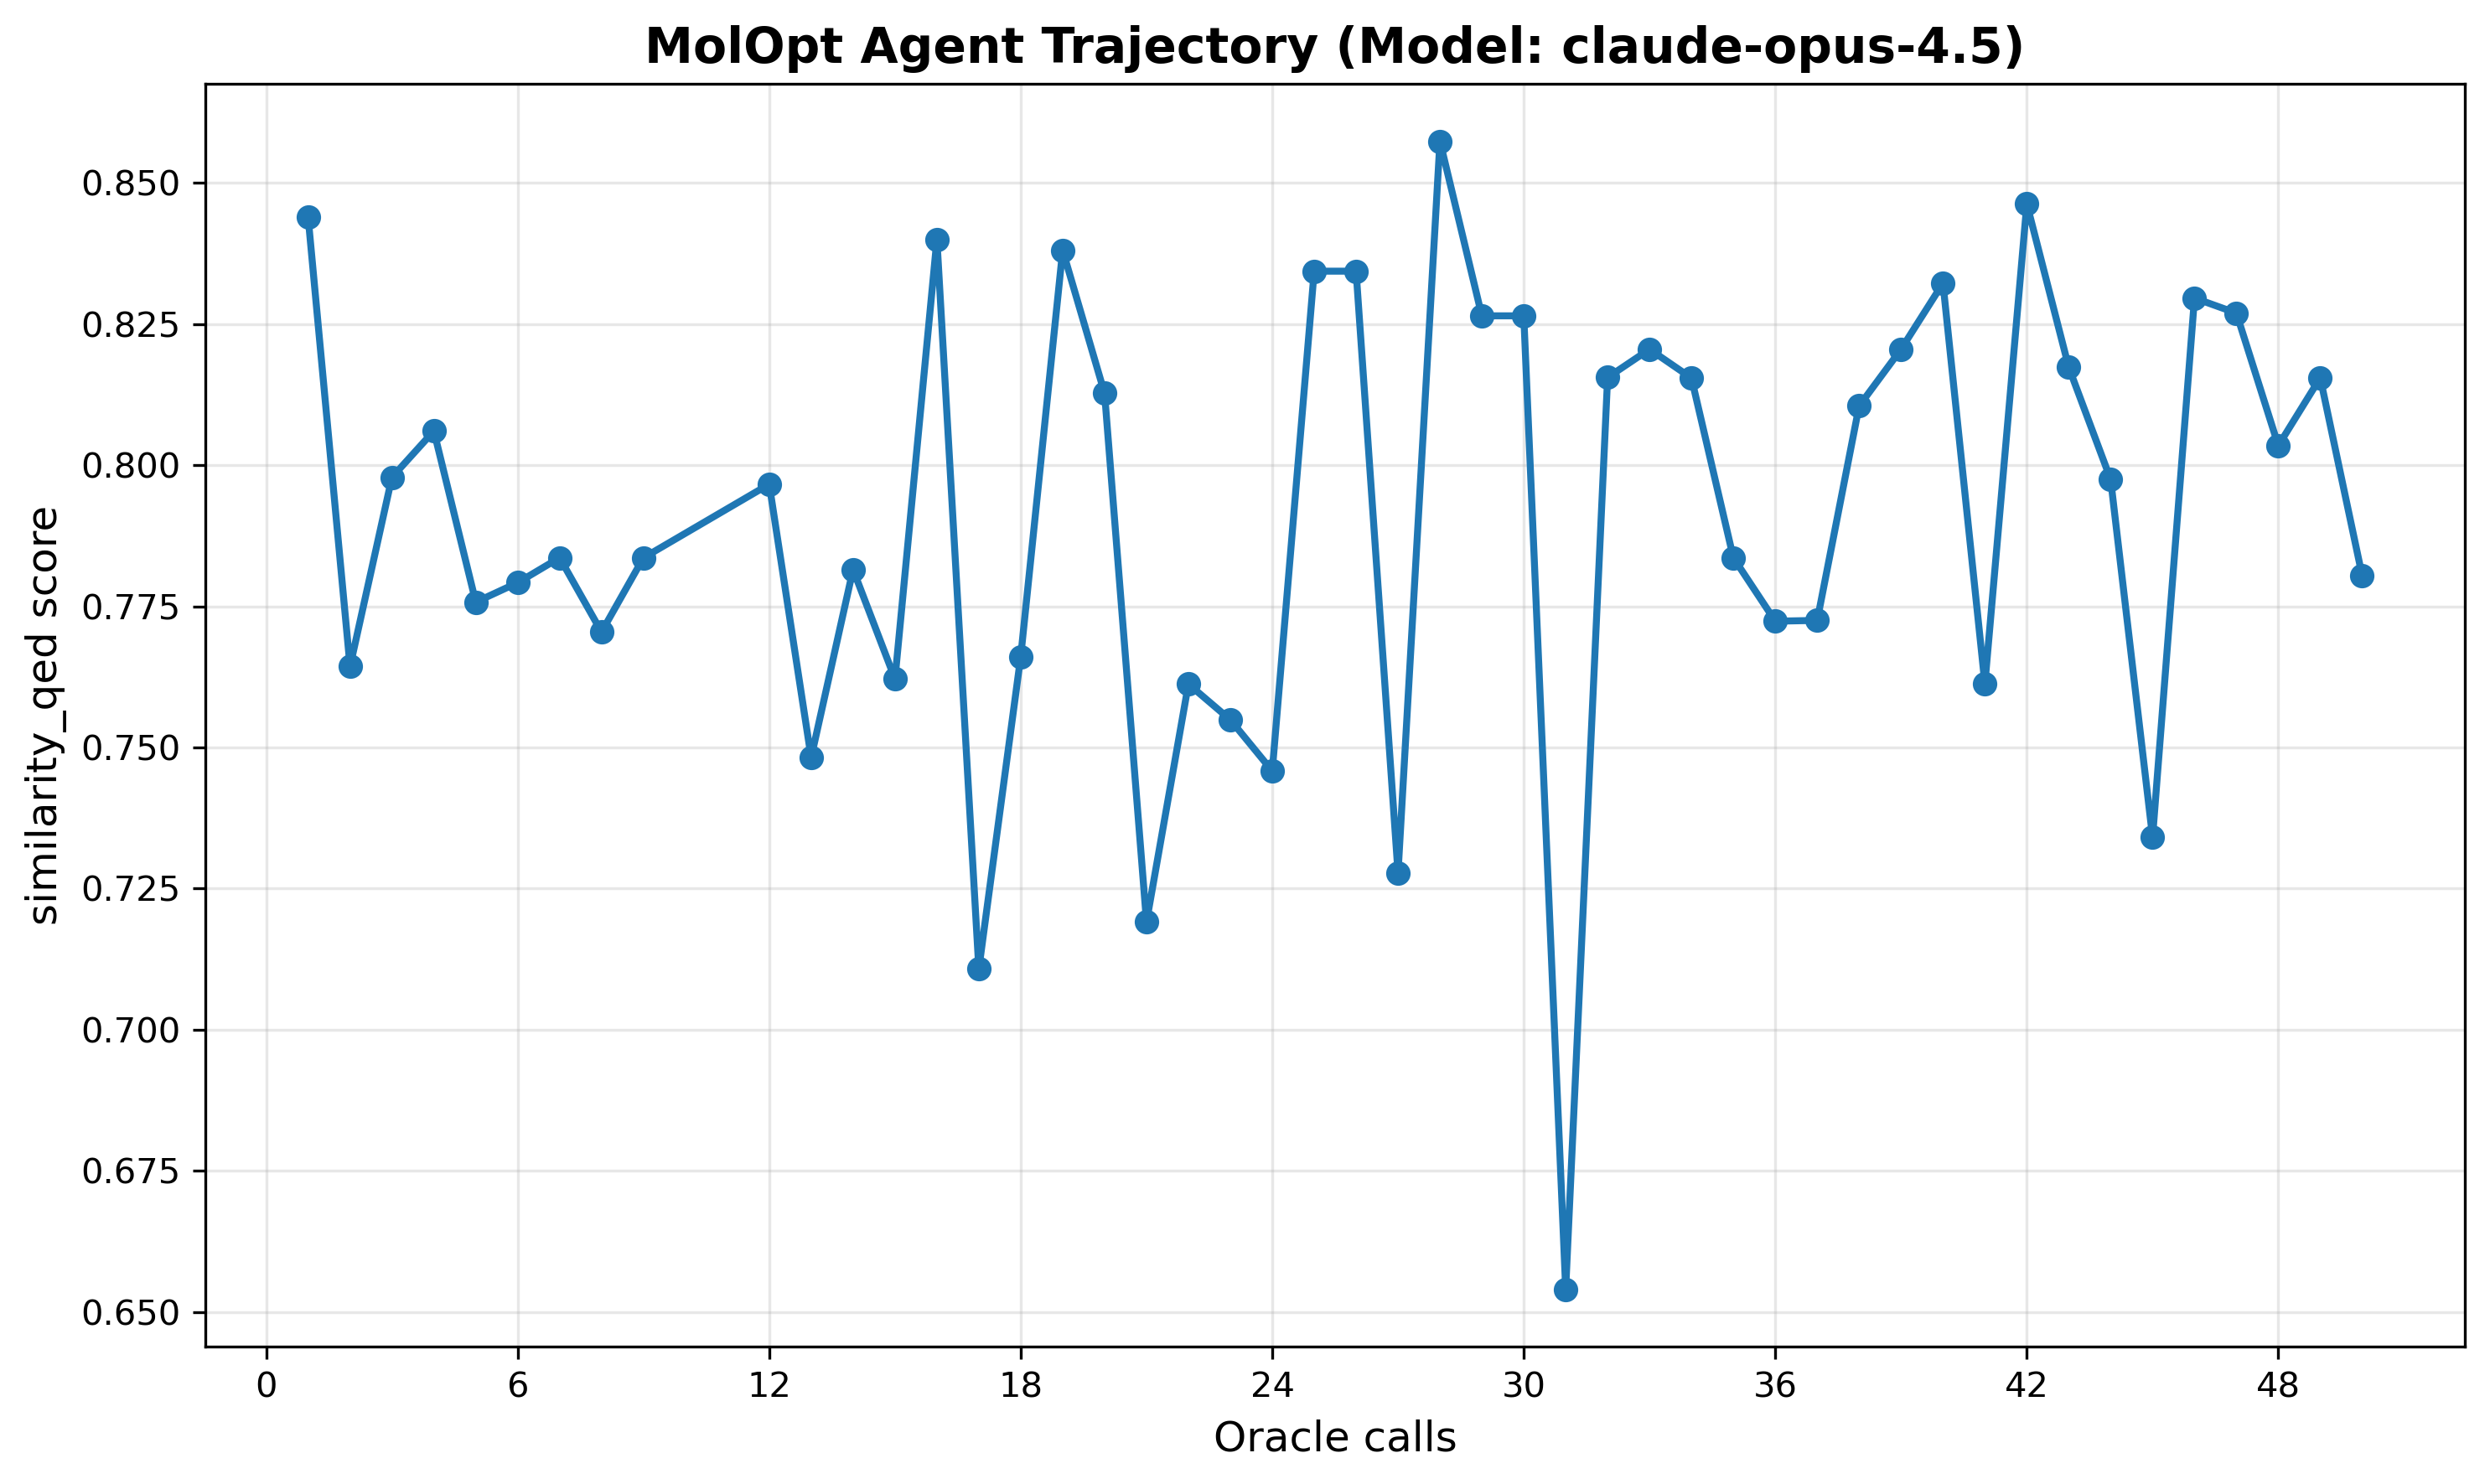 MolOpt Agent Trajectory (Model: claude-opus-4.5)
similarity_qed score
0.850
0.825
0.800
0.775
0.750
0.725
0.700
0.675
0.650
0 6 12 18 24 30 36 42 48
Oracle calls